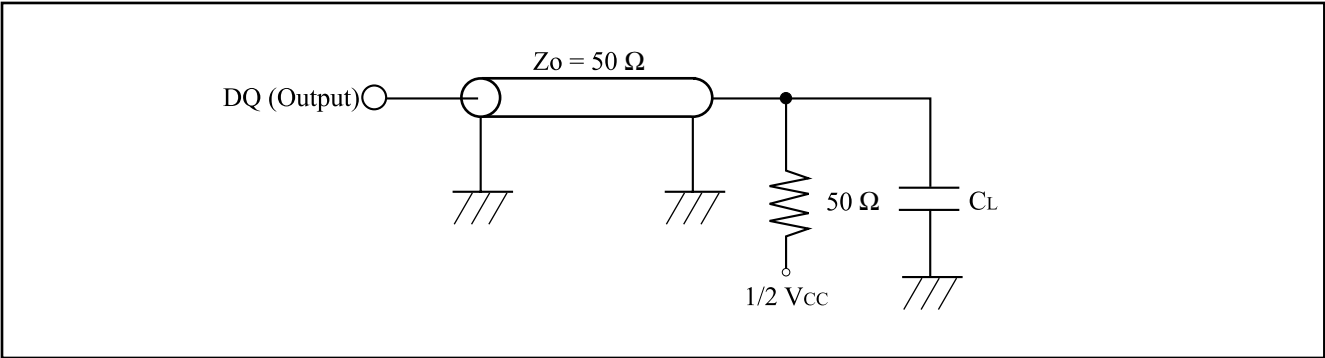 Zo = 50 Ω
DQ (Output)
50 Ω
CL
1/2 VCC